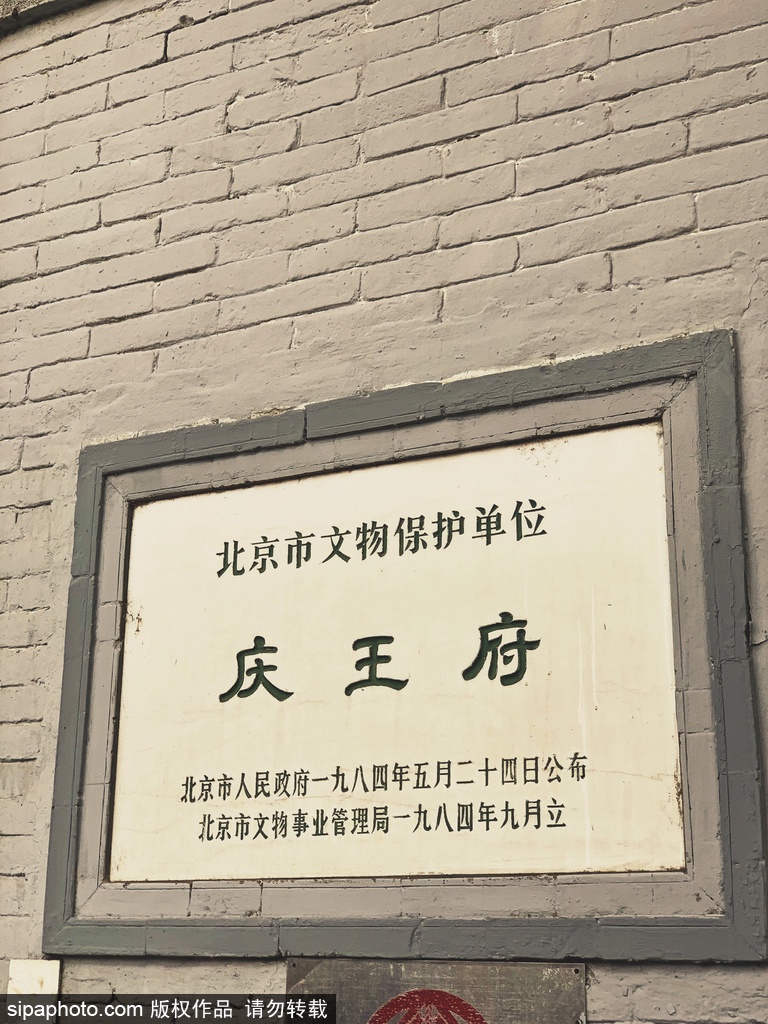 北京市文物保护单位
庆王府
北京市人民政府一九八四年五月二十四日公布
北京市文物事业管理局一九八四年九月立
sipaphoto.com 版权作品 请勿转载